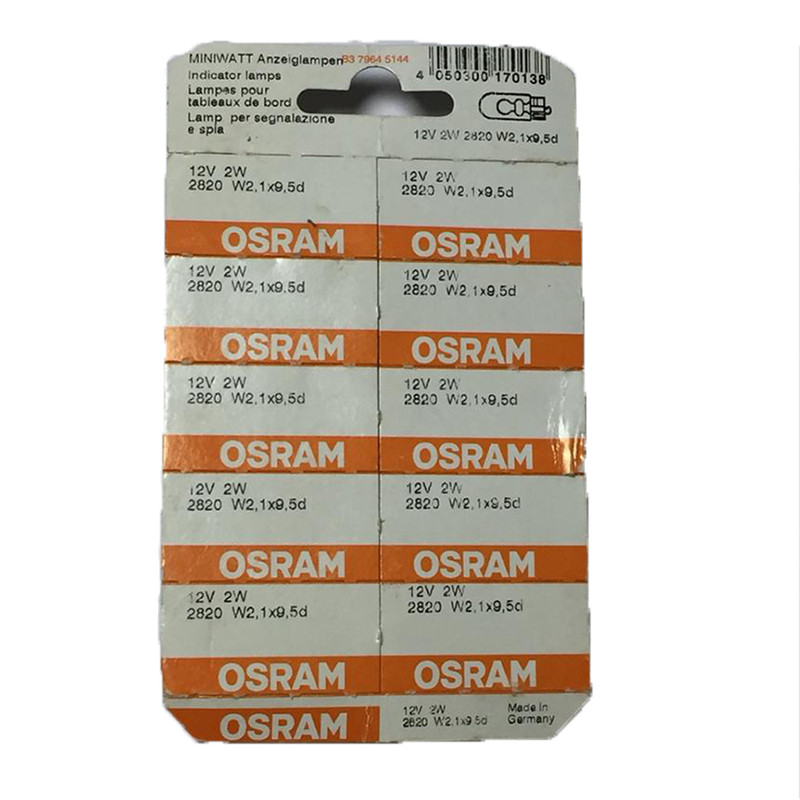 MINIWATT Anzeiglampen B3 7964 5144
Indicator lamps
Lampes pour
tableaux de bord
Lamp. per segnalazione
e spia
4 050300 170138
12V 2W 2820 W2,1x9,5d
12V 2W
2820 W2,1x9,5d
OSRAM
12V 2W
2820 W2,1x9,5d
OSRAM
12V 2W
2820 W2,1x9.5d
OSRAM
12V 2W
2820 W2,1x9,5d
OSRAM
12V 2W
2820 W2,1x9,5d
OSRAM
12V 2W
2820 W2,1x9,5d
OSRAM
12V 2W
2820 W2,1x9,5d
OSRAM
12V 2W
2820 W2,1x9,5d
OSRAM
12V 2W
2820 W2,1x9,5d
OSRAM
12V 2W
2820 W2,1x9,5d
OSRAM
OSRAM
12V 2W
2820 W2,1x9,5d
Made in
Germany